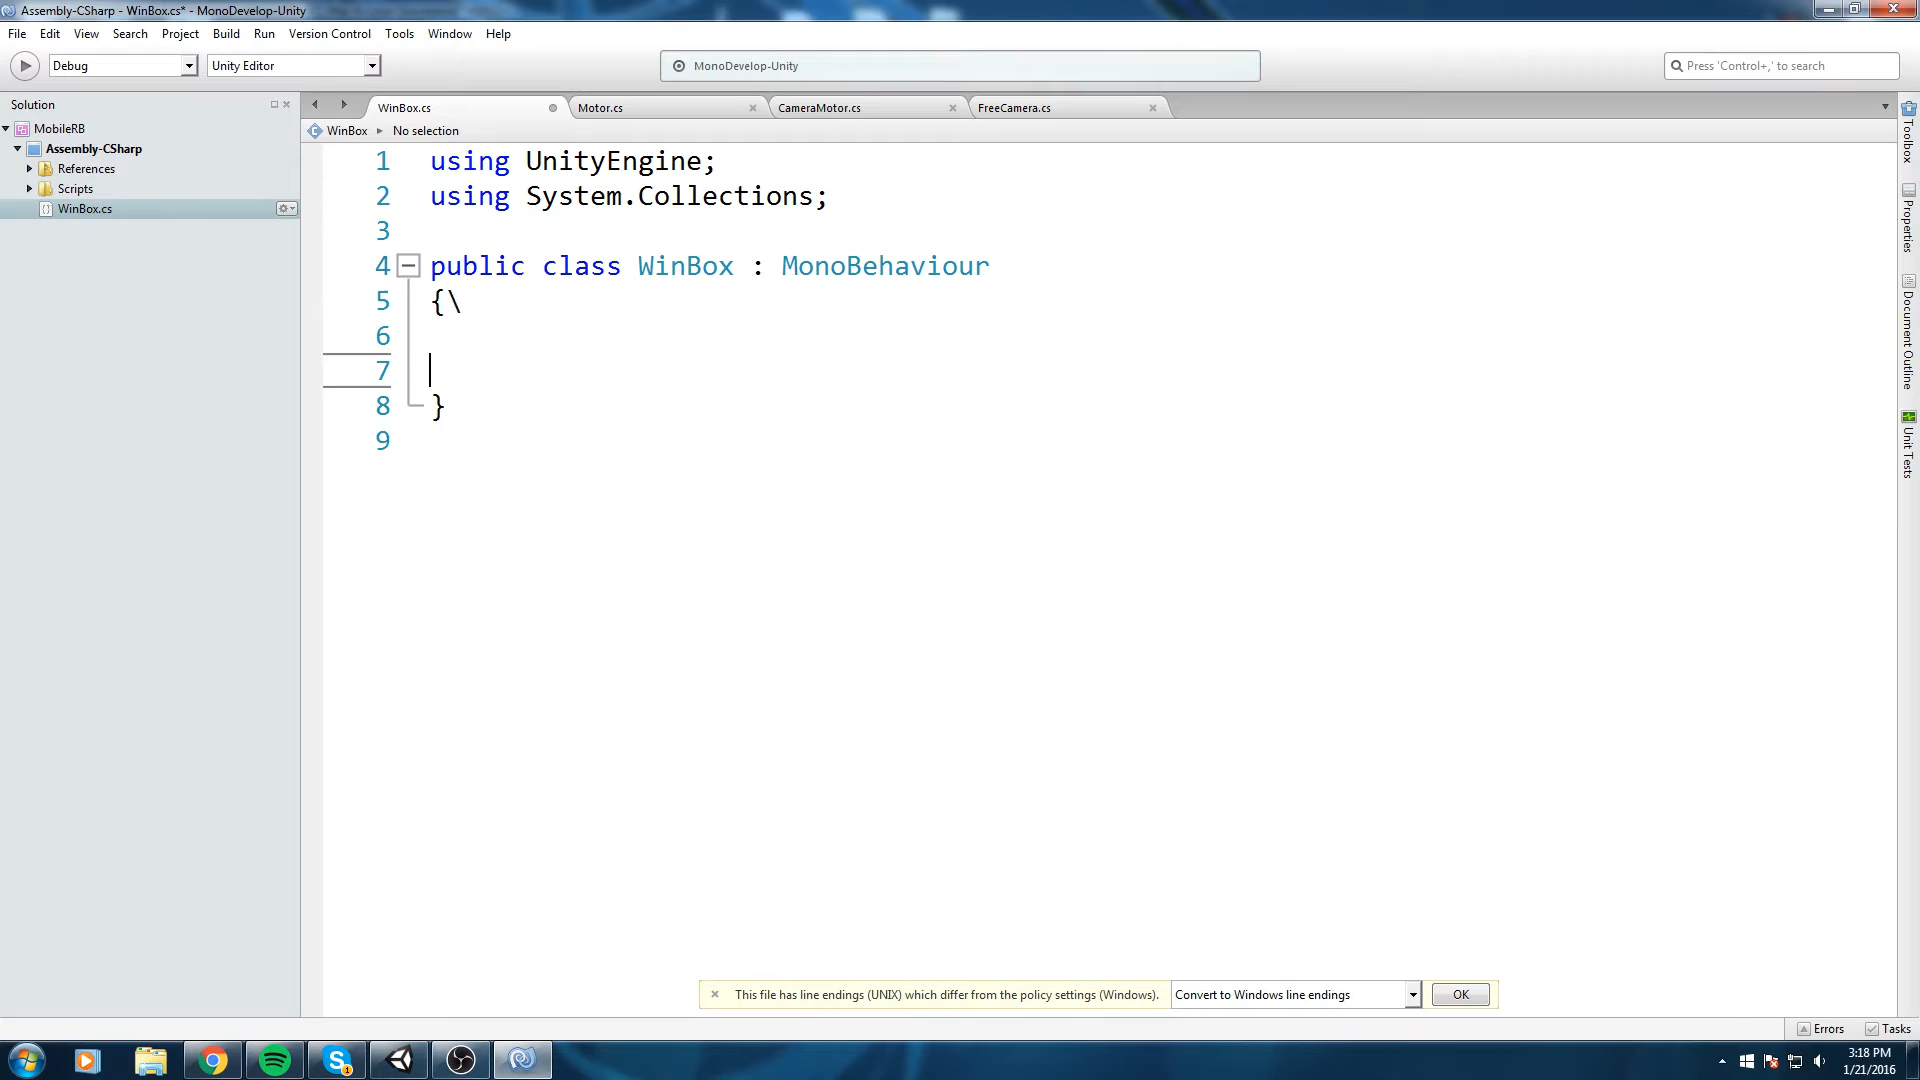 Assembly-CSharp - WinBox.cs* - MonoDevelop-Unity
File Edit View Search Project Build Run Version Control Tools Window Help
Debug Unity Editor MonoDevelop-Unity Press 'Control+,' to search
Solution
MobileRB
Assembly-CSharp
References
Scripts
WinBox.cs
WinBox.cs Motor.cs CameraMotor.cs FreeCamera.cs
WinBox No selection
1 using UnityEngine;
2 using System.Collections;
3
4 public class WinBox : MonoBehaviour
5 {\
6
7
8 }
9
Toolbox
Properties
Document Outline
Unit Tests
This file has line endings (UNIX) which differ from the policy settings (Windows). Convert to Windows line endings OK
Errors Tasks
3:18 PM
1/21/2016